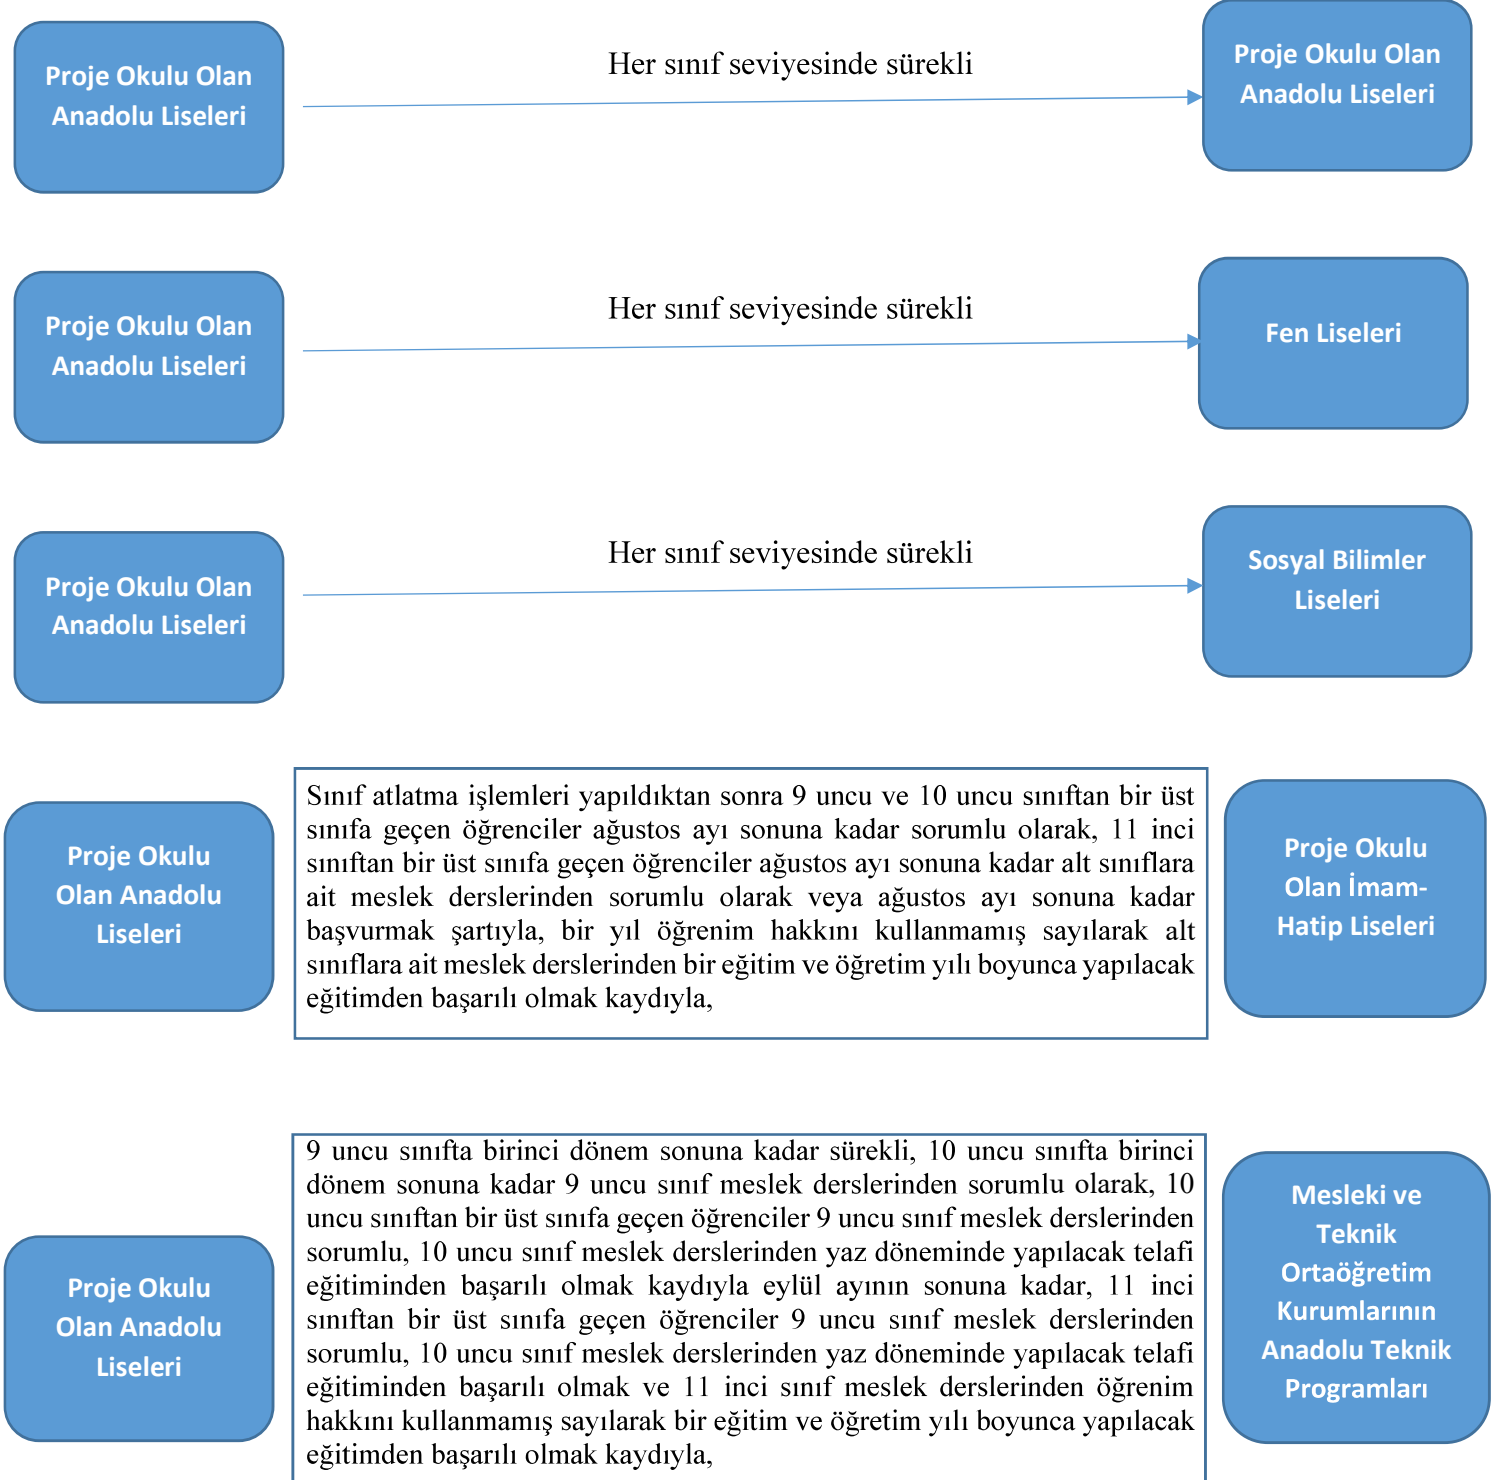 Proje Okulu Olan
Anadolu Liseleri
Her sınıf seviyesinde sürekli
Proje Okulu Olan
Anadolu Liseleri
Proje Okulu Olan
Anadolu Liseleri
Her sınıf seviyesinde sürekli
Fen Liseleri
Proje Okulu Olan
Anadolu Liseleri
Her sınıf seviyesinde sürekli
Sosyal Bilimler
Liseleri
Proje Okulu
Olan Anadolu
Liseleri
Sınıf atlatma işlemleri yapıldıktan sonra 9 uncu ve 10 uncu sınıftan bir üst
sınıfa geçen öğrenciler ağustos ayı sonuna kadar sorumlu olarak, 11 inci
sınıftan bir üst sınıfa geçen öğrenciler ağustos ayı sonuna kadar alt sınıflara
ait meslek derslerinden sorumlu olarak veya ağustos ayı sonuna kadar
başvurmak şartıyla, bir yıl öğrenim hakkını kullanmamış sayılarak alt
sınıflara ait meslek derslerinden bir eğitim ve öğretim yılı boyunca yapılacak
eğitimden başarılı olmak kaydıyla,
Proje Okulu
Olan İmam-
Hatip Liseleri
Proje Okulu
Olan Anadolu
Liseleri
9 uncu sınıfta birinci dönem sonuna kadar sürekli, 10 uncu sınıfta birinci
dönem sonuna kadar 9 uncu sınıf meslek derslerinden sorumlu olarak, 10
uncu sınıftan bir üst sınıfa geçen öğrenciler 9 uncu sınıf meslek derslerinden
sorumlu, 10 uncu sınıf meslek derslerinden yaz döneminde yapılacak telafi
eğitiminden başarılı olmak kaydıyla eylül ayının sonuna kadar, 11 inci
sınıftan bir üst sınıfa geçen öğrenciler 9 uncu sınıf meslek derslerinden
sorumlu, 10 uncu sınıf meslek derslerinden yaz döneminde yapılacak telafi
eğitiminden başarılı olmak ve 11 inci sınıf meslek derslerinden öğrenim
hakkını kullanmamış sayılarak bir eğitim ve öğretim yılı boyunca yapılacak
eğitimden başarılı olmak kaydıyla,
Mesleki ve
Teknik
Ortaöğretim
Kurumlarının
Anadolu Teknik
Programları